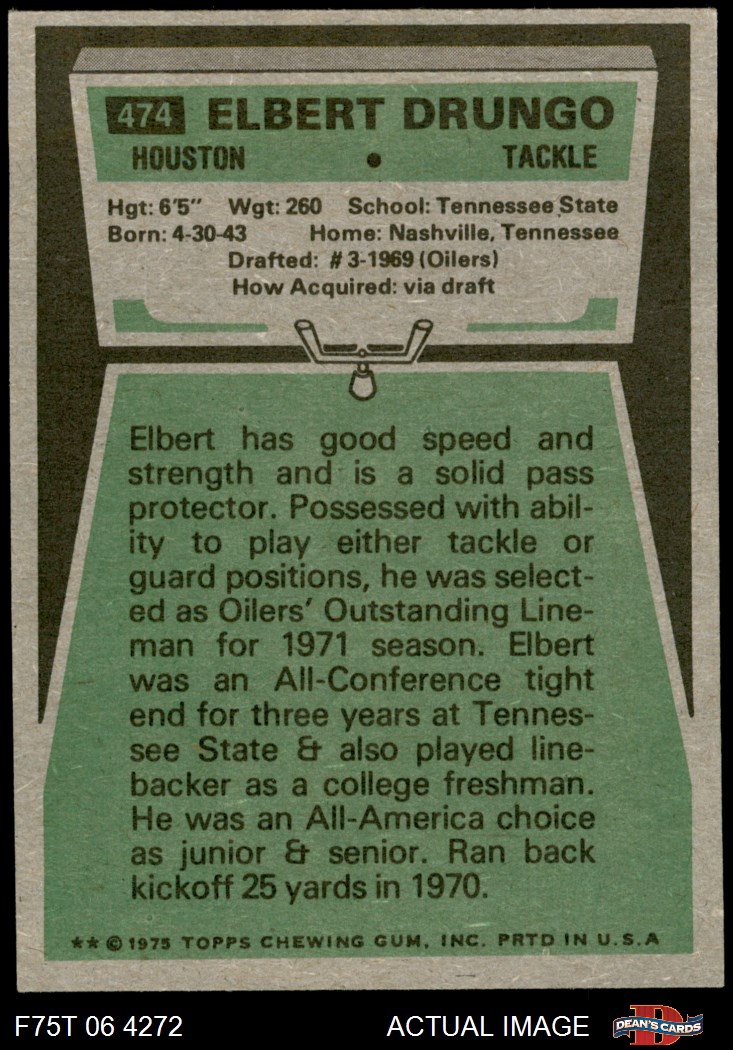 474 ELBERT DRUNGO
HOUSTON • TACKLE
Hgt: 6'5" Wgt: 260 School: Tennessee State
Born: 4-30-43 Home: Nashville, Tennessee
Drafted: #3-1969 (Oilers)
How Acquired: via draft
Elbert has good speed and
strength and is a solid pass
protector. Possessed with abil-
ity to play either tackle or
guard positions, he was select-
ed as Oilers' Outstanding Line-
man for 1971 season. Elbert
was an All-Conference tight
end for three years at Tennes-
see State & also played line-
backer as a college freshman.
He was an All-America choice
as junior & senior. Ran back
kickoff 25 yards in 1970.
** © 1975 TOPPS CHEWING GUM, INC. PRTD IN U.S.A
F75T 06 4272 ACTUAL IMAGE DEAN'S CARDS